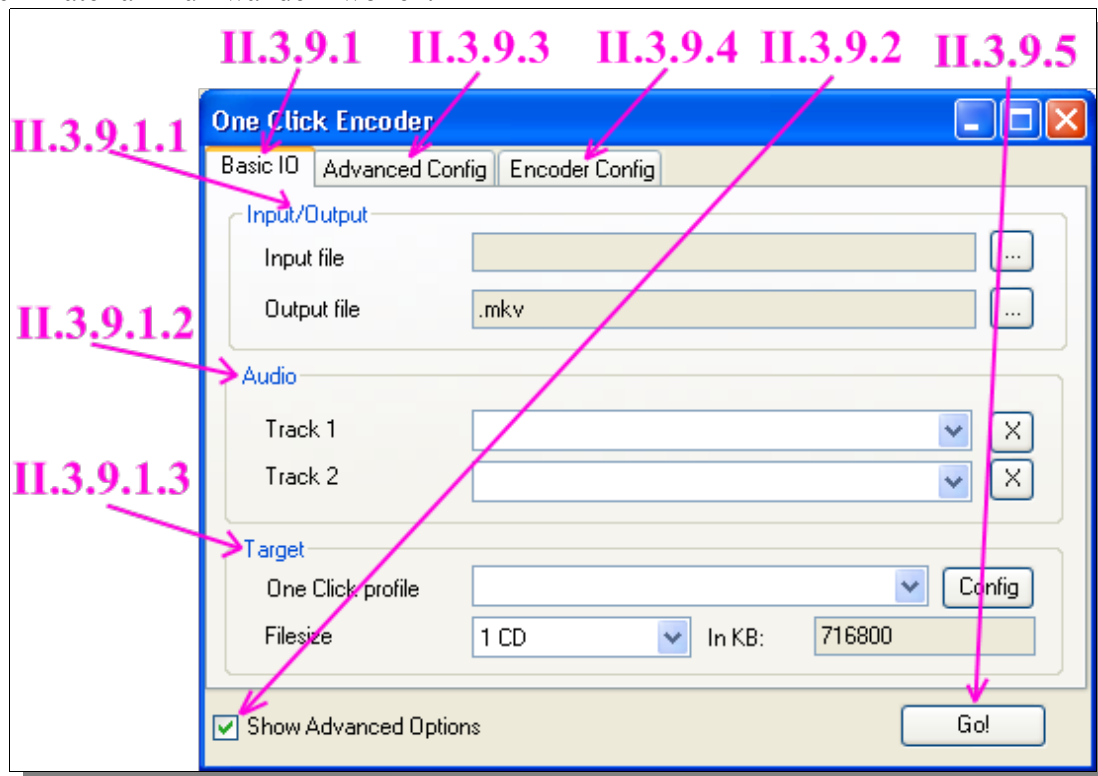 II.3.9.1 II.3.9.3 II.3.9.4 II.3.9.2 II.3.9.5
One Click Encoder
II.3.9.1.1
Basic IO Advanced Config Encoder Config
Input/Output
Input file ...
Output file .mkv ...
II.3.9.1.2
Audio
Track 1 X
Track 2 X
II.3.9.1.3
Target
One Click profile Config
Filesize 1 CD In KB: 716800
Show Advanced Options Go!